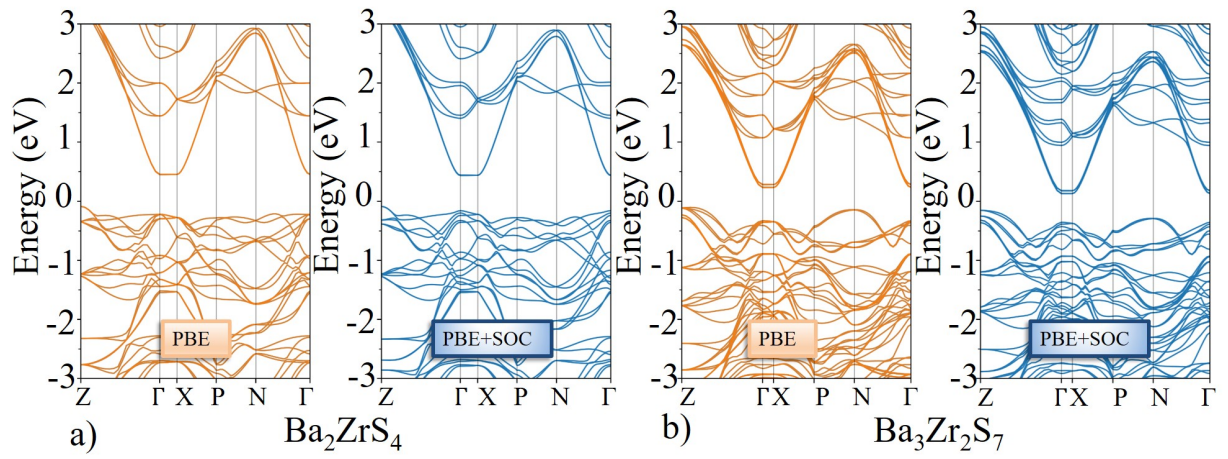 3 3 3 3
2 2 2 2
1 1 1 1
0 0 0 0
-1 -1 -1 -1
-2 -2 -2 -2
-3 -3 -3 -3
Energy (eV) Energy (eV) Energy (eV) Energy (eV)
PBE PBE+SOC PBE PBE+SOC
Z Γ X P N Γ Z Γ X P N Γ Z Γ X P N Γ Z Γ X P N Γ
a) Ba₂ZrS₄ b) Ba₃Zr₂S₇